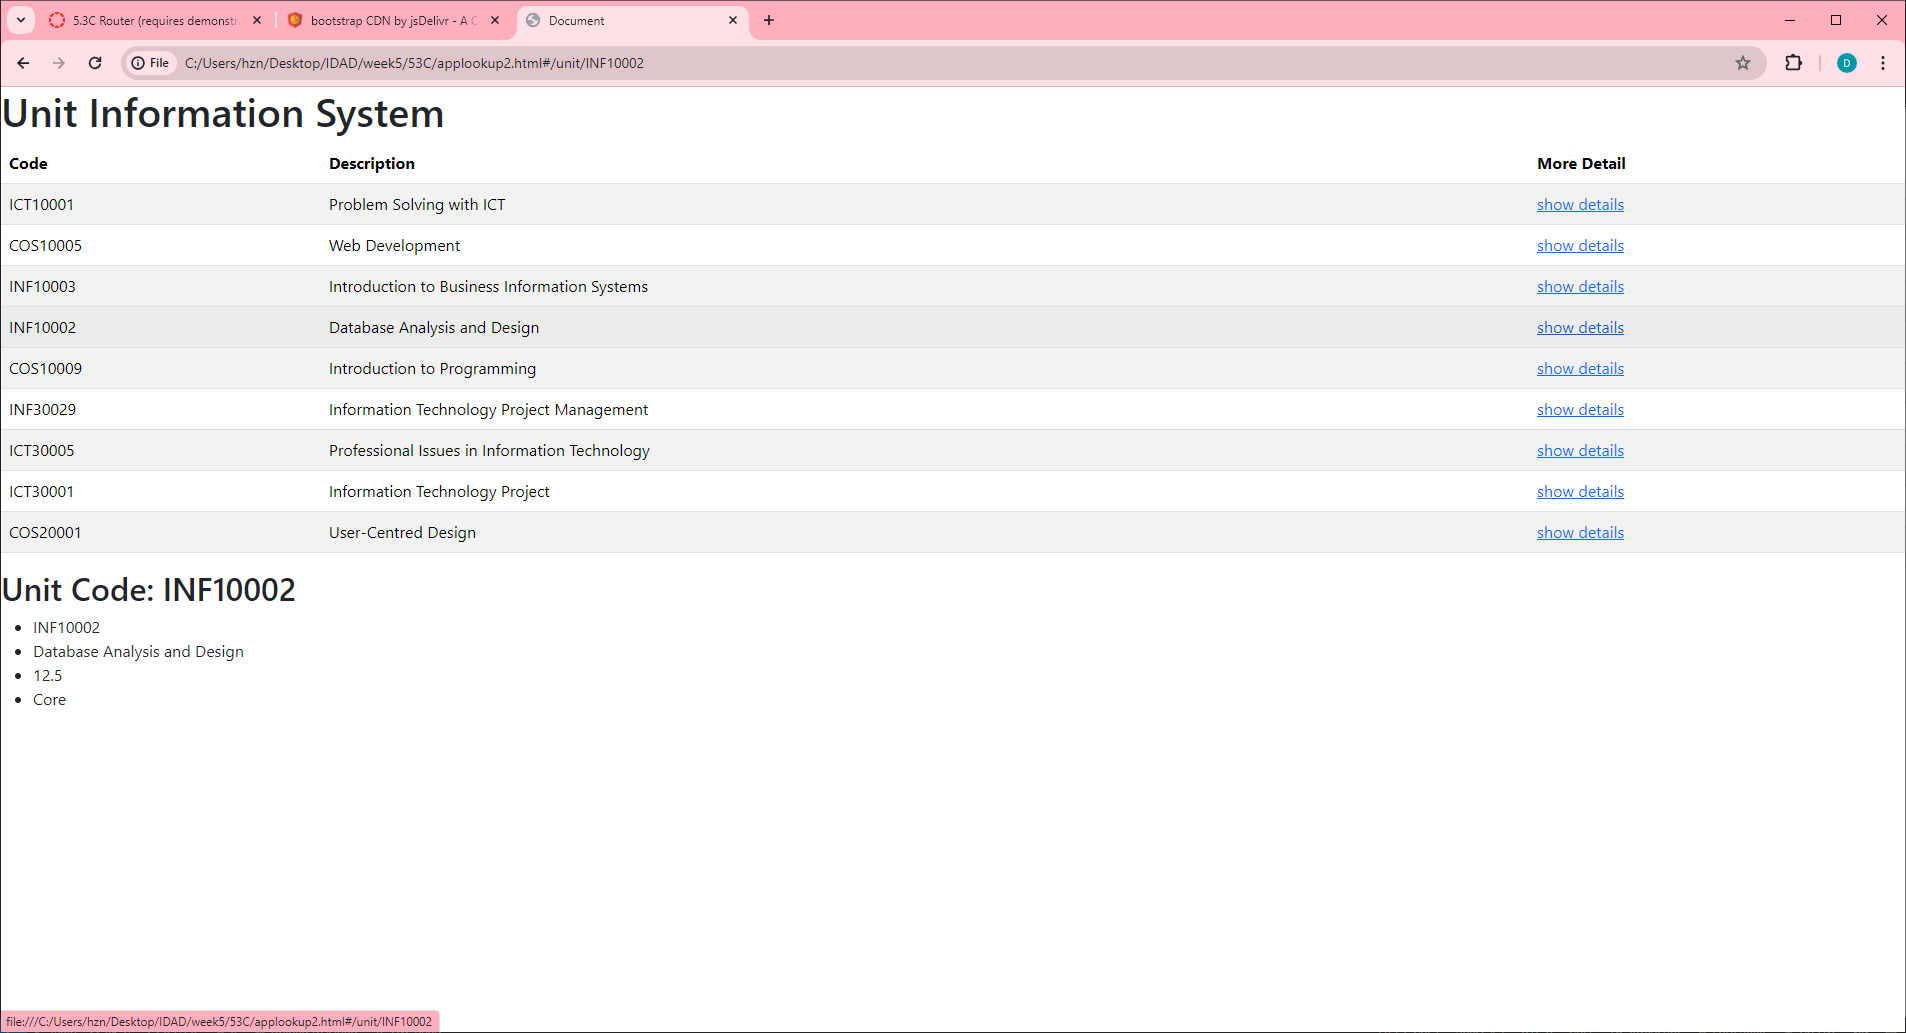 5.3C Router (requires demonstr
bootstrap CDN by jsDelivr - A C
Document
File
C:/Users/hzn/Desktop/IDAD/week5/53C/applookup2.html#/unit/INF10002
D
Unit Information System
Code Description More Detail
ICT10001 Problem Solving with ICT show details
COS10005 Web Development show details
INF10003 Introduction to Business Information Systems show details
INF10002 Database Analysis and Design show details
COS10009 Introduction to Programming show details
INF30029 Information Technology Project Management show details
ICT30005 Professional Issues in Information Technology show details
ICT30001 Information Technology Project show details
COS20001 User-Centred Design show details
Unit Code: INF10002
INF10002
Database Analysis and Design
12.5
Core
file:///C:/Users/hzn/Desktop/IDAD/week5/53C/applookup2.html#/unit/INF10002